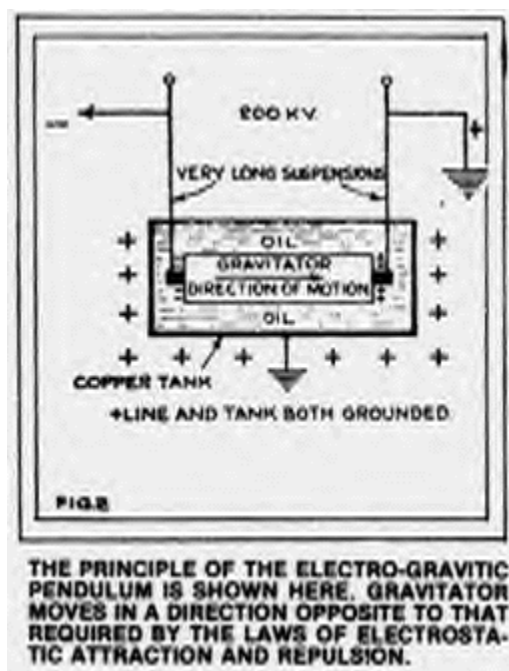 200 KV.
+
VERY LONG SUSPENSIONS
OIL
GRAVITATOR
DIRECTION OF MOTION
OIL
COPPER TANK
+LINE AND TANK BOTH GROUNDED
FIG.2
THE PRINCIPLE OF THE ELECTRO-GRAVITIC
PENDULUM IS SHOWN HERE. GRAVITATOR
MOVES IN A DIRECTION OPPOSITE TO THAT
REQUIRED BY THE LAWS OF ELECTROSTA-
TIC ATTRACTION AND REPULSION.